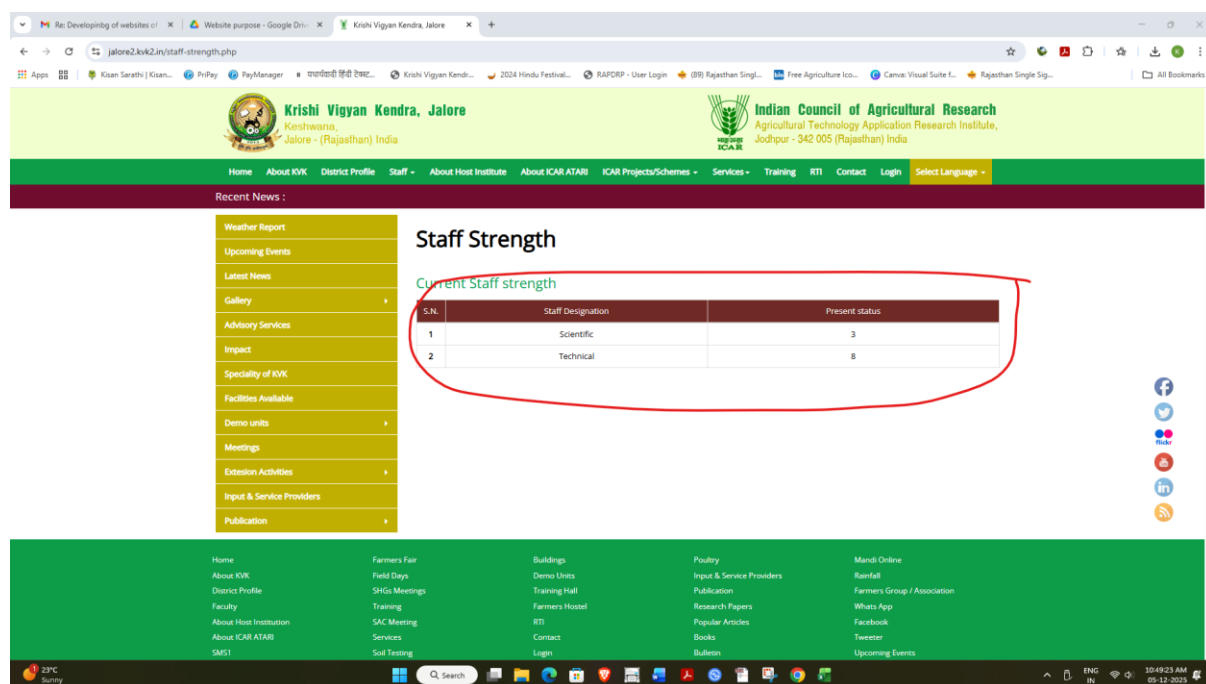 Re: Developinbg of websites of
Website purpose - Google Driv
Krishi Vigyan Kendra, Jalore
jalore2.kvk2.in/staff-strength.php
Apps
Kisan Sarathi | Kisan...
PriPay
PayManager
Krishi Vigyan Kendr...
2024 Hindu Festival...
RAPDRP - User Login
(89) Rajasthan Singl...
Free Agriculture Ico...
Canva: Visual Suite f...
Rajasthan Single Sig...
All Bookmarks
Krishi Vigyan Kendra, Jalore
Keshwana,
Jalore - (Rajasthan) India
ICAR
Indian Council of Agricultural Research
Agricultural Technology Application Research Institute,
Jodhpur - 342 005 (Rajasthan) India
Home About KVK District Profile Staff About Host Institute About ICAR ATARI ICAR Projects/Schemes Services Training RTI Contact Login Select Language
Recent News :
Weather Report
Upcoming Events
Latest News
Gallery
Advisory Services
Impact
Speciality of KVK
Facilities Available
Demo units
Meetings
Extesion Activities
Input & Service Providers
Publication
Staff Strength
Current Staff strength
S.N. Staff Designation Present status
1 Scientific 3
2 Technical 8
flickr
Home Farmers Fair Buildings Poultry Mandi Online
About KVK Field Days Demo Units Input & Service Providers Rainfall
District Profile SHGs Meetings Training Hall Publication Farmers Group / Association
Faculty Training Farmers Hostel Research Papers Whats App
About Host Institution SAC Meeting RTI Popular Articles Facebook
About ICAR ATARI Services Contact Books Tweeter
SMS1 Soil Testing Login Bulletin Upcoming Events
1
23°C
Sunny
Search
ENG
IN
10:49:23 AM
05-12-2025